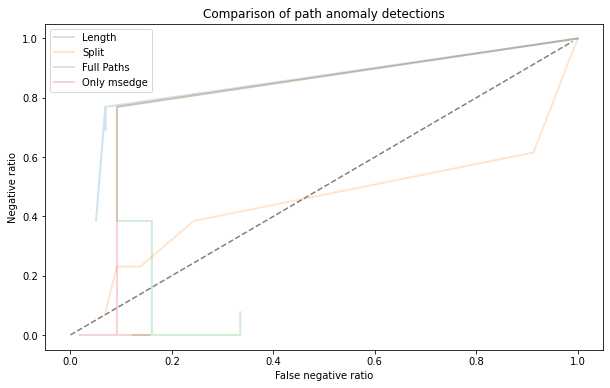 Comparison of path anomaly detections
Length
Split
Full Paths
Only msedge
Negative ratio
1.0
0.8
0.6
0.4
0.2
0.0
0.0 0.2 0.4 0.6 0.8 1.0
False negative ratio